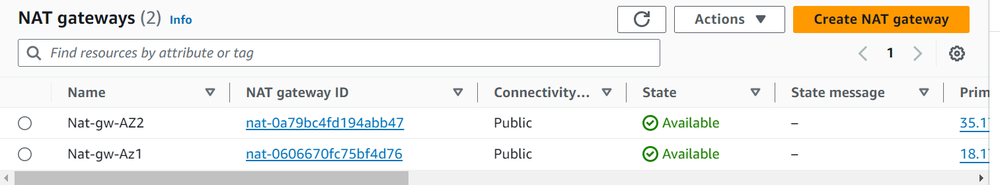 NAT gateways (2) Info Actions Create NAT gateway
Find resources by attribute or tag 1
Name NAT gateway ID Connectivity... State State message Prim
Nat-gw-AZ2 nat-0a79bc4fd194abb47 Public Available – 35.1
Nat-gw-Az1 nat-0606670fc75bf4d76 Public Available – 18.1